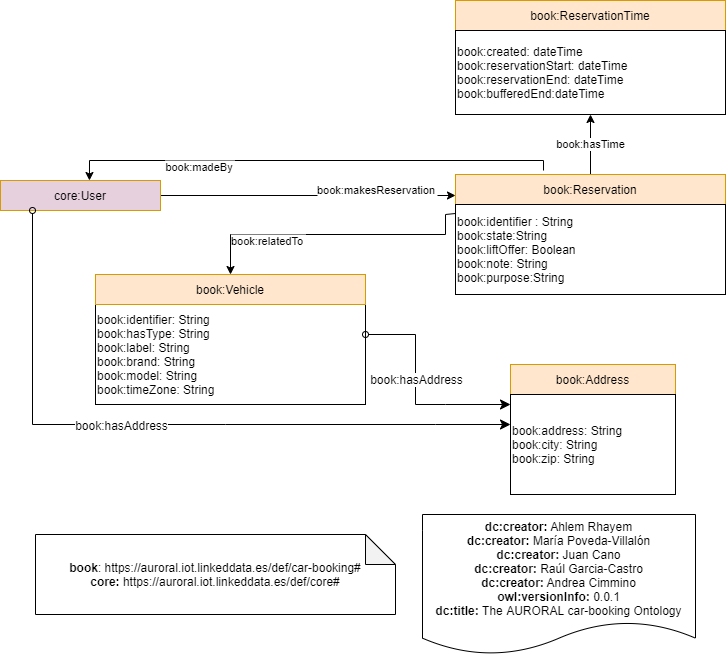 book:ReservationTime
book:created: dateTime
book:reservationStart: dateTime
book:reservationEnd: dateTime
book:bufferedEnd:dateTime
book:hasTime
book:madeBy
core:User
book:makesReservation
book:Reservation
book:identifier : String
book:state:String
book:liftOffer: Boolean
book:note: String
book:purpose:String
book:relatedTo
book:Vehicle
book:identifier: String
book:hasType: String
book:label: String
book:brand: String
book:model: String
book:timeZone: String
book:hasAddress
book:Address
book:address: String
book:city: String
book:zip: String
book:hasAddress
book: https://auroral.iot.linkeddata.es/def/car-booking#
core: https://auroral.iot.linkeddata.es/def/core#
dc:creator: Ahlem Rhayem
dc:creator: María Poveda-Villalón
dc:creator: Juan Cano
dc:creator: Raúl Garcia-Castro
dc:creator: Andrea Cimmino
owl:versionInfo: 0.0.1
dc:title: The AURORAL car-booking Ontology